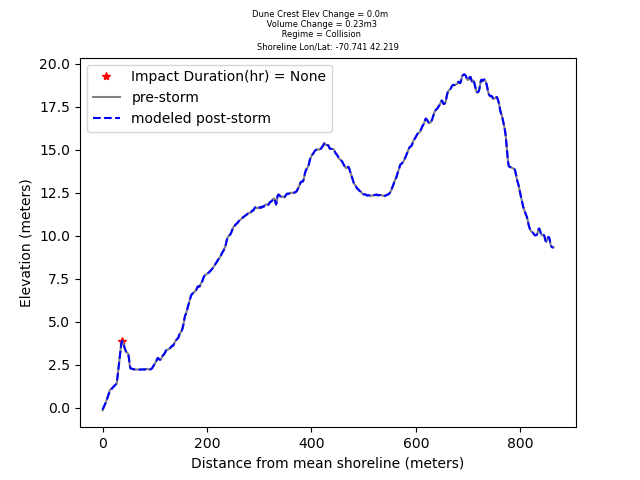 Dune Crest Elev Change = 0.0m
Volume Change = 0.23m3
Regime = Collision
Shoreline Lon/Lat: -70.741 42.219
Impact Duration(hr) = None
pre-storm
modeled post-storm
20.0
17.5
15.0
12.5
10.0
7.5
5.0
2.5
0.0
Elevation (meters)
0 200 400 600 800
Distance from mean shoreline (meters)